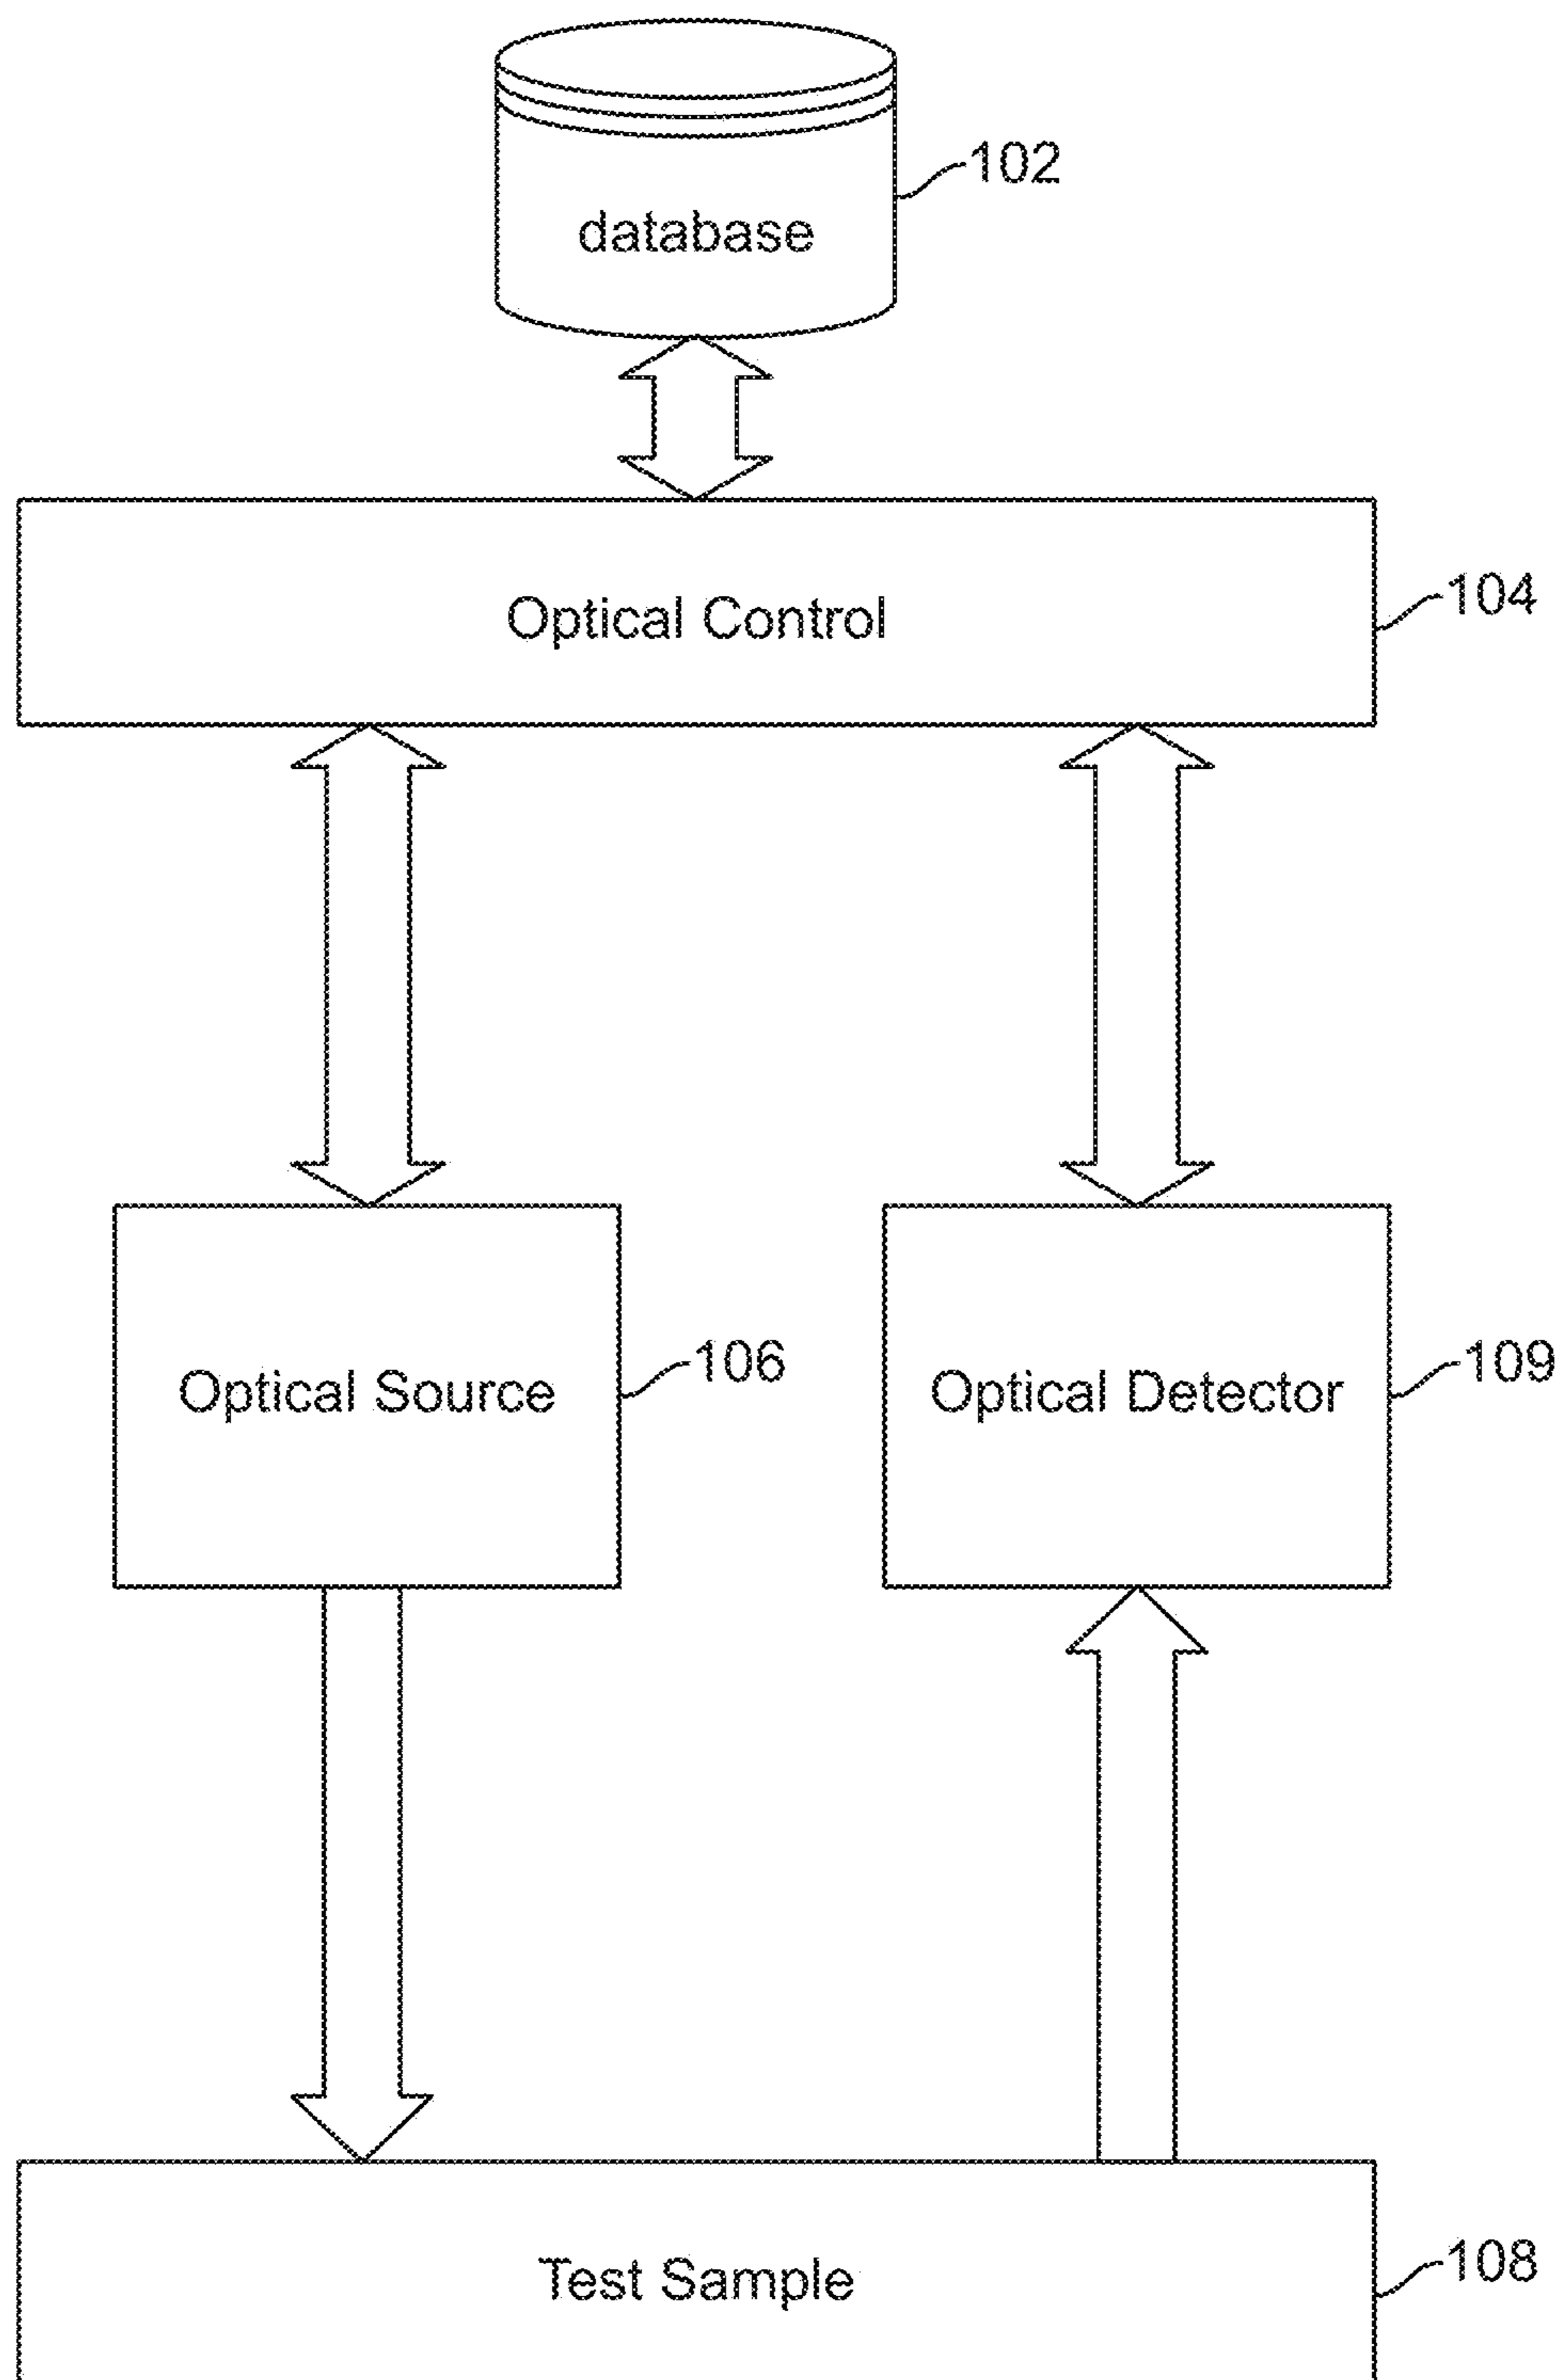 102
database
104
Optical Control
106
Optical Source
109
Optical Detector
108
Test Sample